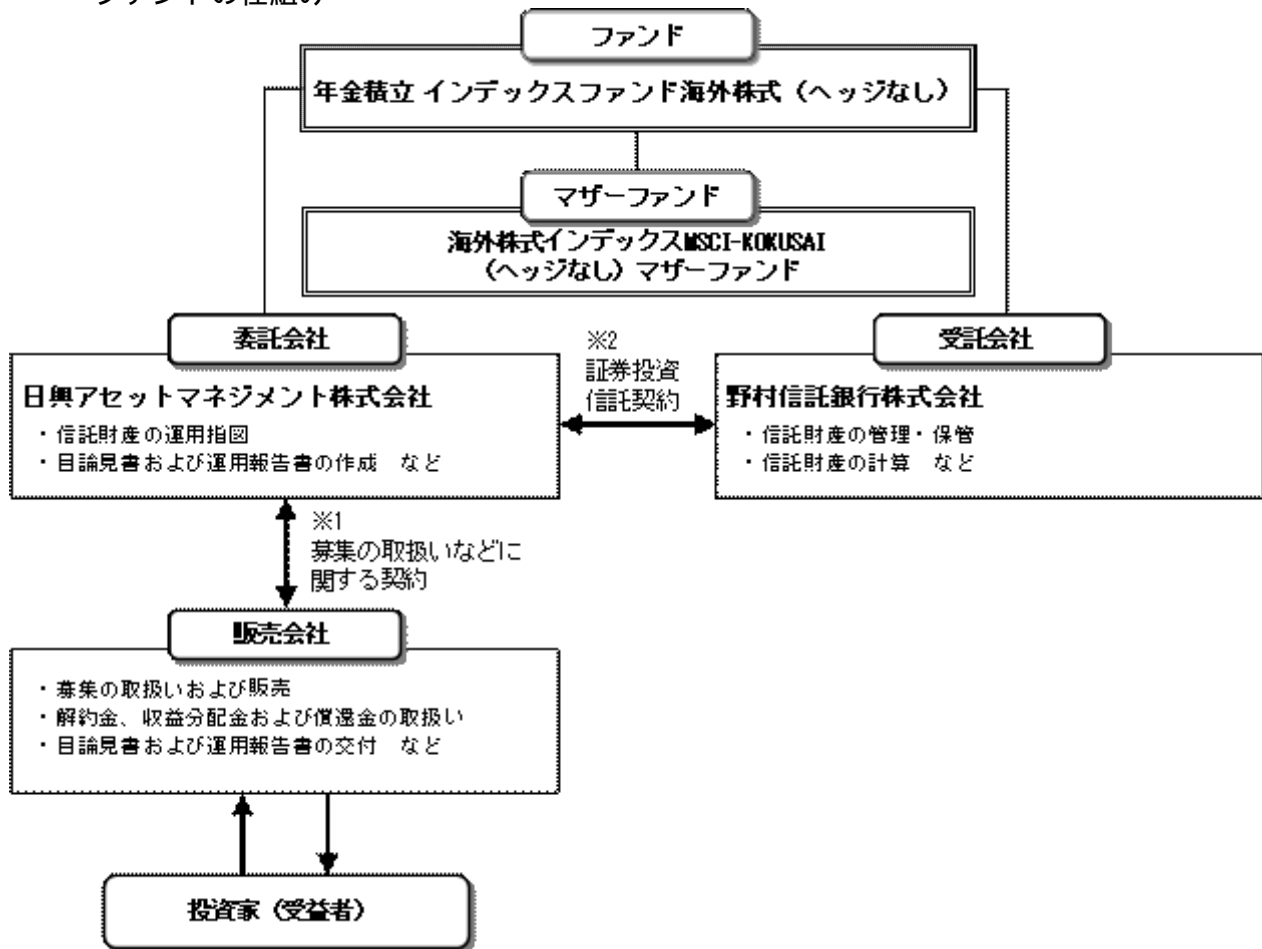 ファンドの仕組み
ファンド
年金積立 インデックスファンド海外株式（ヘッジなし）
マザーファンド
海外株式インデックスMSCI-KOKUSAI
（ヘッジなし）マザーファンド
委託会社
日興アセットマネジメント株式会社
・信託財産の運用指図
・目論見書および運用報告書の作成 など
※2
証券投資
信託契約
受託会社
野村信託銀行株式会社
・信託財産の管理・保管
・信託財産の計算 など
※1
募集の取扱いなどに
関する契約
販売会社
・募集の取扱いおよび販売
・解約金、収益分配金および償還金の取扱い
・目論見書および運用報告書の交付 など
投資家（受益者）